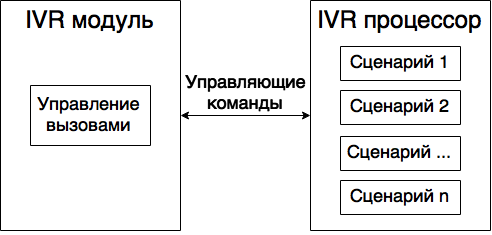 IVR модуль
Управление
вызовами
Управляющие
команды
IVR процессор
Сценарий 1
Сценарий 2
Сценарий ...
Сценарий n